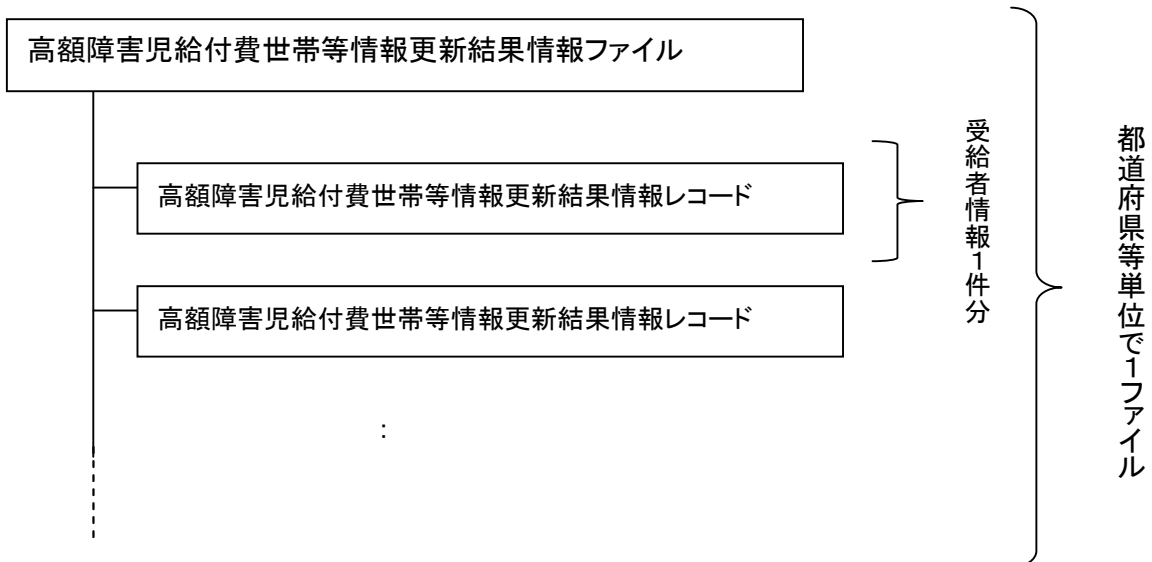 高額障害児給付費世帯等情報更新結果情報ファイル
高額障害児給付費世帯等情報更新結果情報レコード
高額障害児給付費世帯等情報更新結果情報レコード
:
受給者情報1件分
都道府県等単位で1ファイル